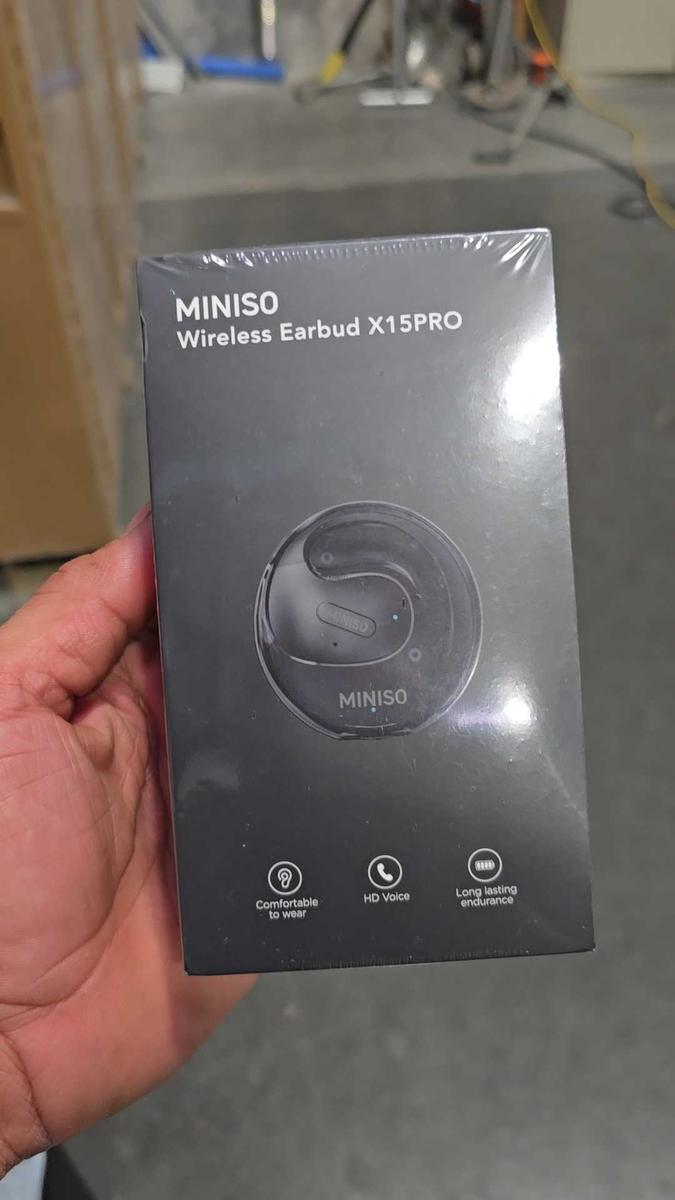 MINISO
Wireless Earbud X15PRO
MINISO
MINISO
Comfortable
to wear
HD Voice
Long lasting
endurance